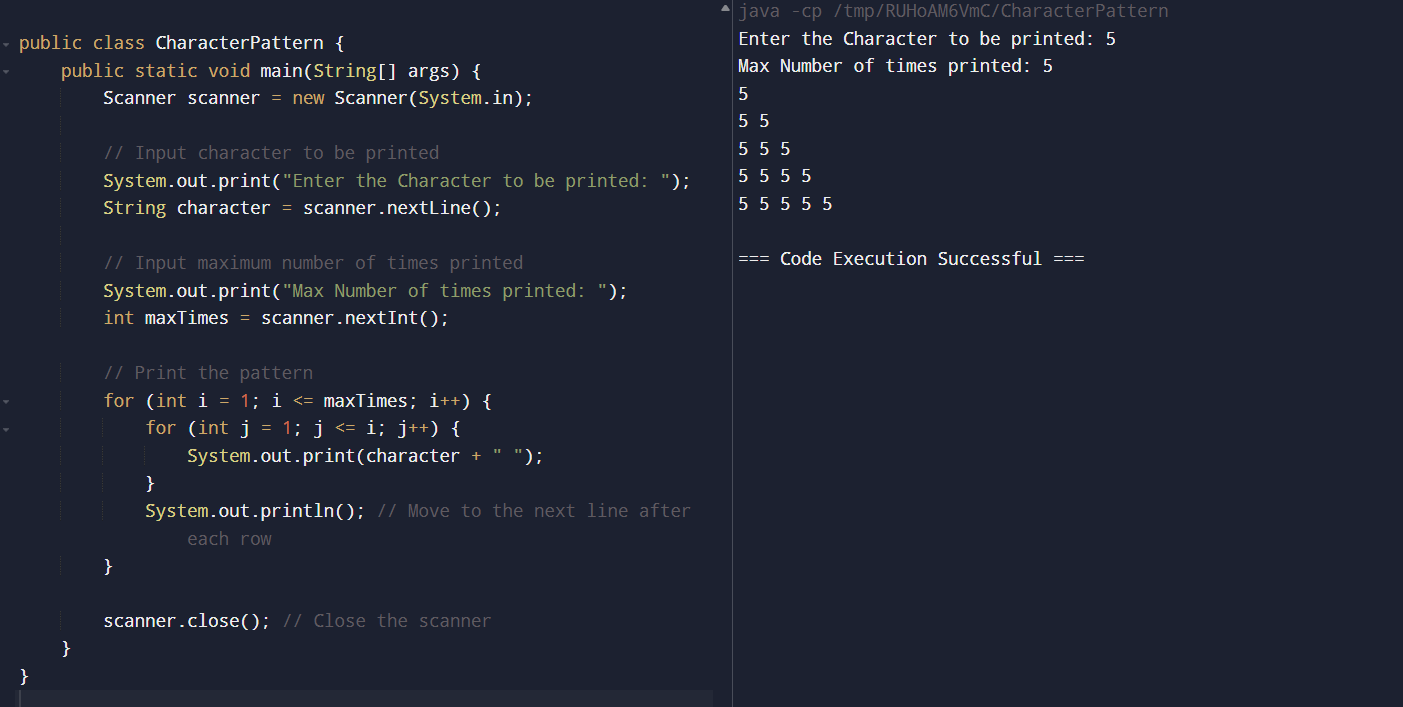 public class CharacterPattern {
    public static void main(String[] args) {
        Scanner scanner = new Scanner(System.in);
        // Input character to be printed
        System.out.print("Enter the Character to be printed: ");
        String character = scanner.nextLine();
        // Input maximum number of times printed
        System.out.print("Max Number of times printed: ");
        int maxTimes = scanner.nextInt();
        // Print the pattern
        for (int i = 1; i <= maxTimes; i++) {
            for (int j = 1; j <= i; j++) {
                System.out.print(character + " ");
            }
            System.out.println(); // Move to the next line after
                each row
        }
        scanner.close(); // Close the scanner
    }
}
java -cp /tmp/RUHoAM6VmC/CharacterPattern
Enter the Character to be printed: 5
Max Number of times printed: 5
5
5 5
5 5 5
5 5 5 5
5 5 5 5 5
=== Code Execution Successful ===